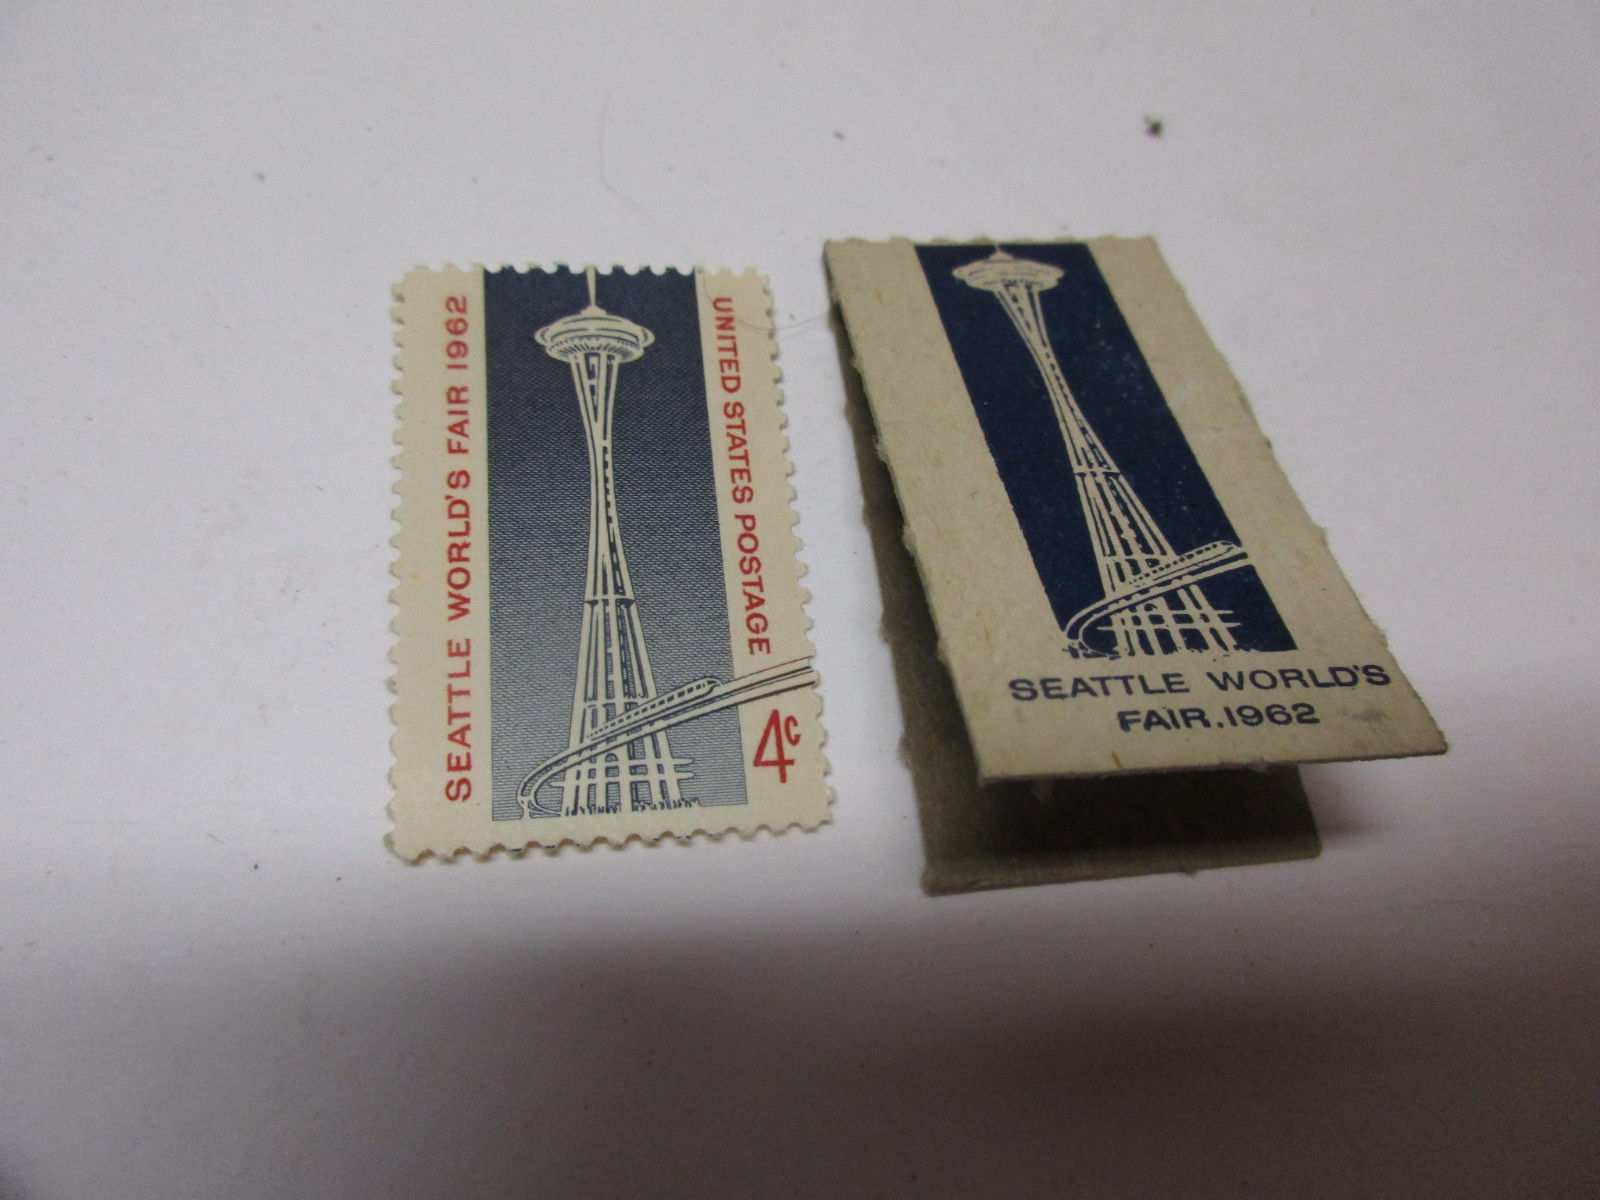 SEATTLE WORLD'S FAIR 1962
UNITED STATES POSTAGE
4c
SEATTLE WORLD'S
FAIR.1962